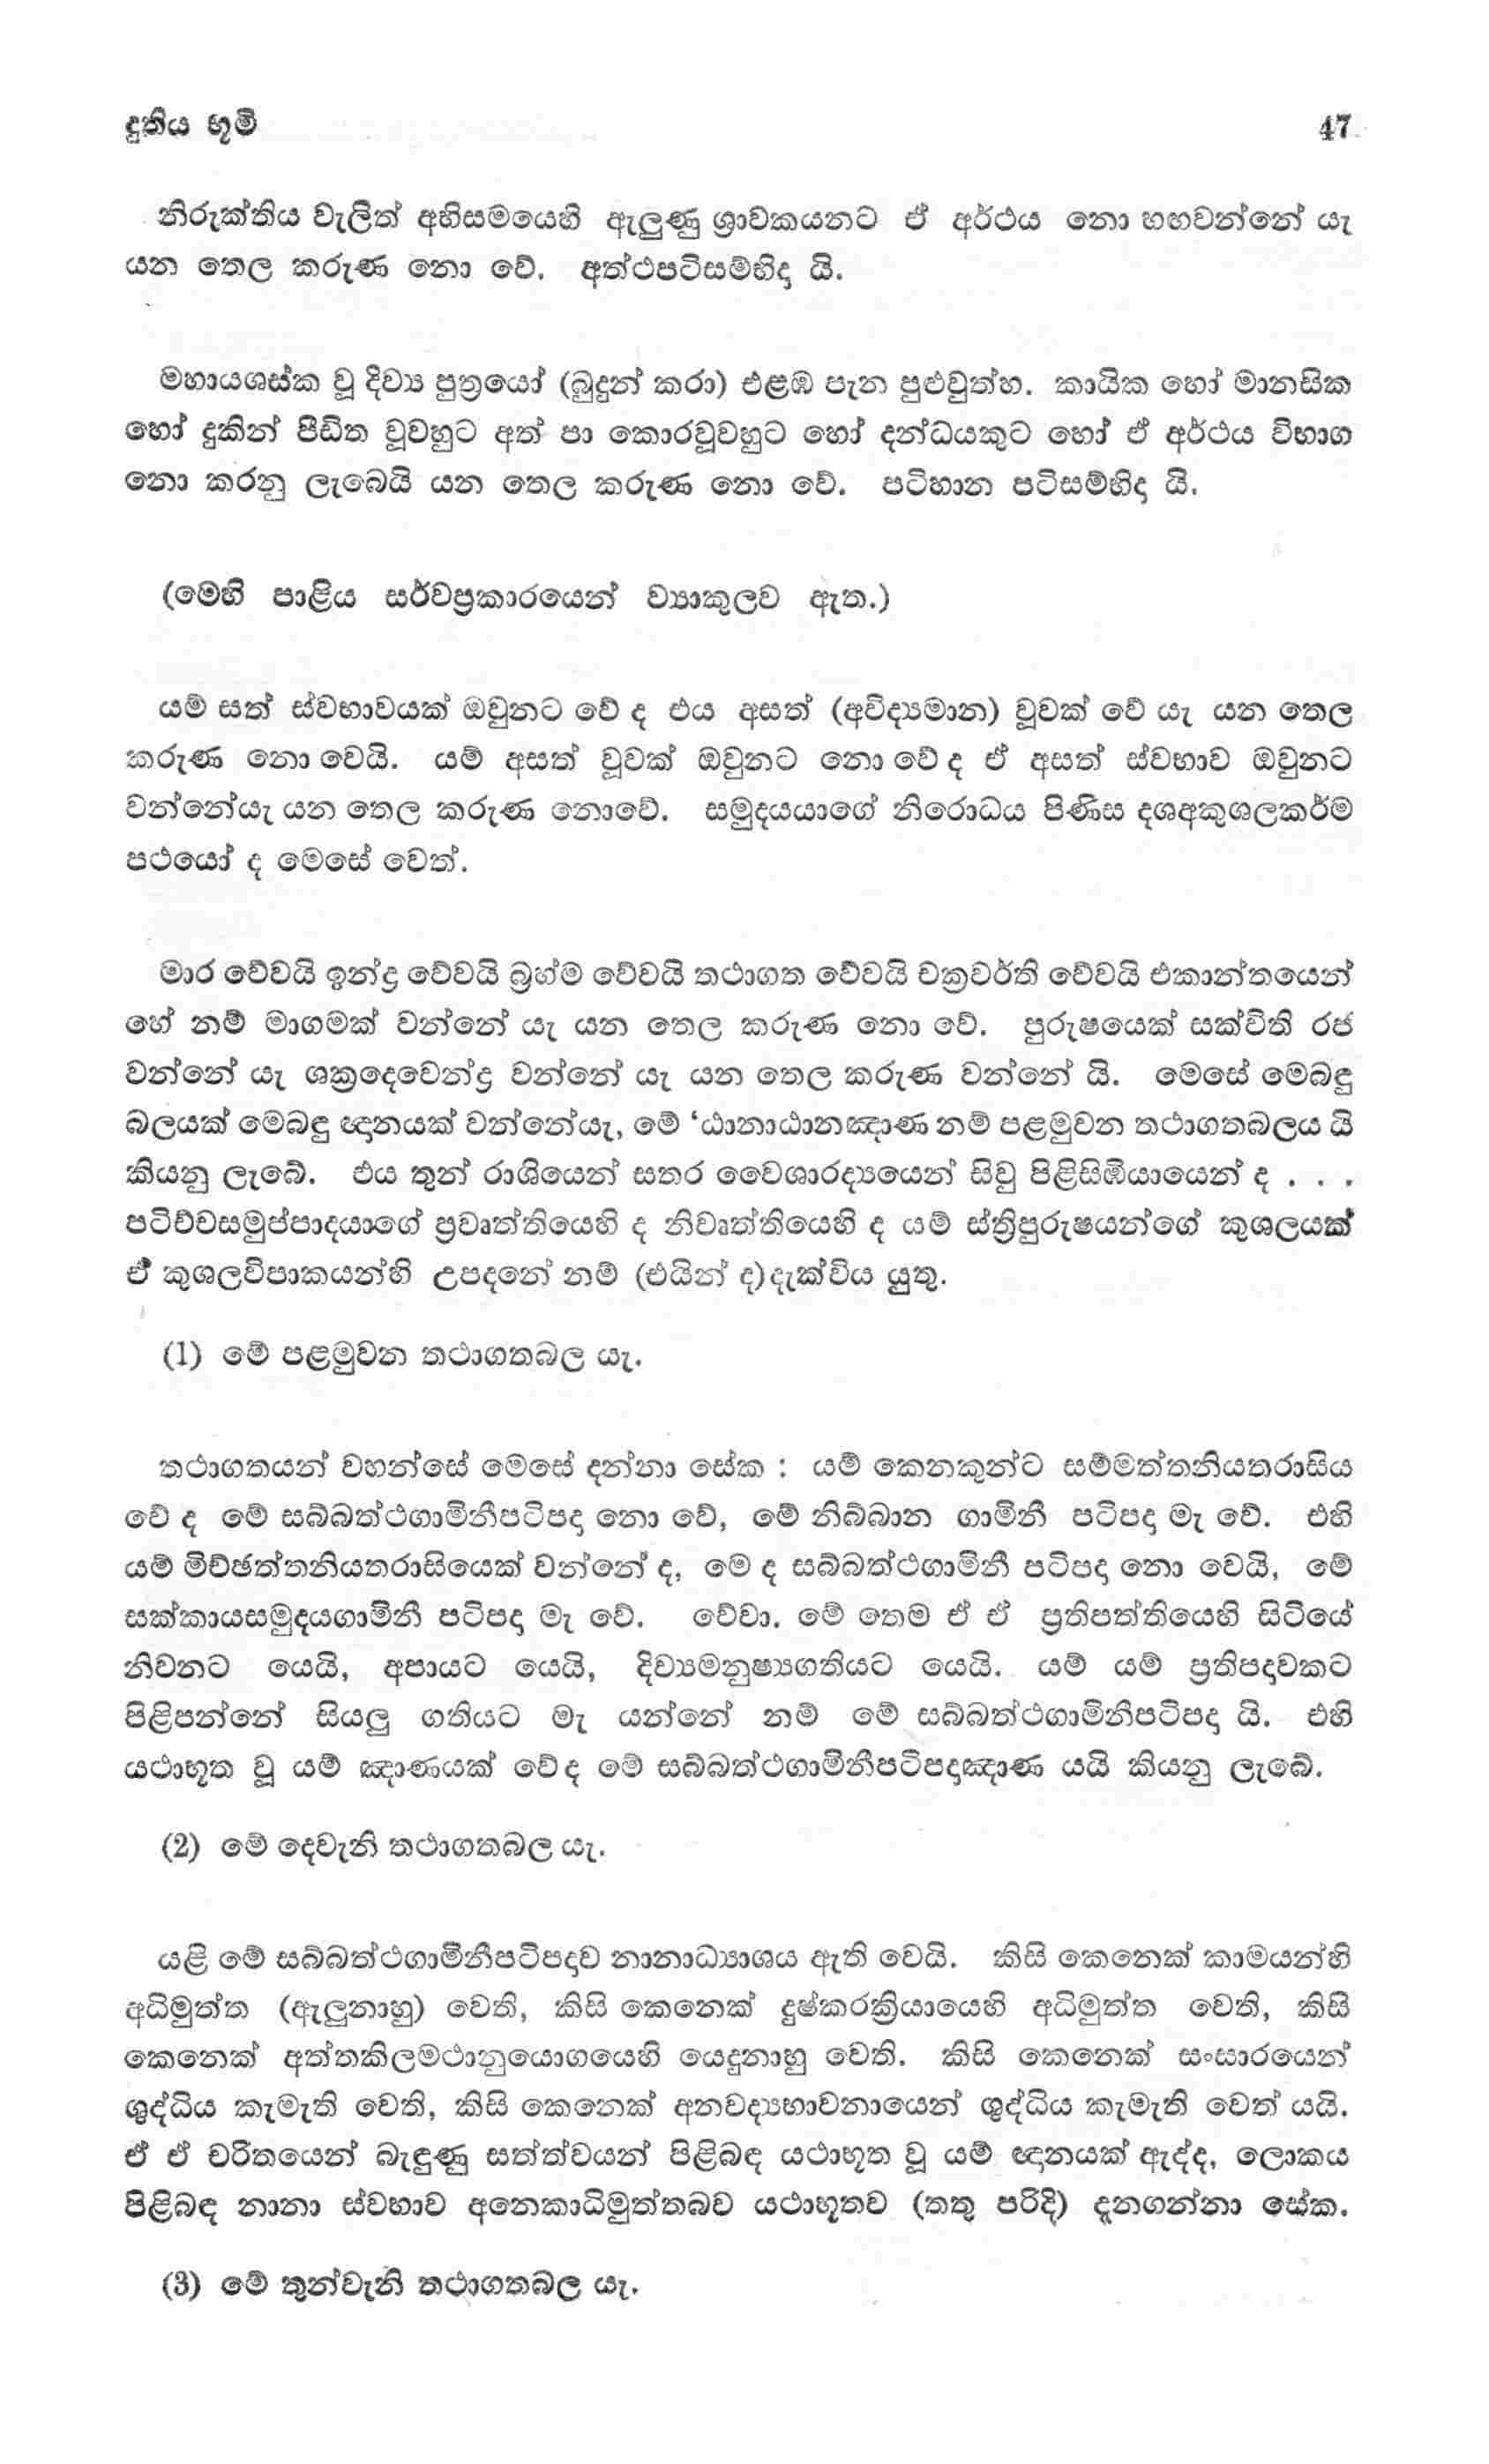 දුතිය භූමි 47
නිරුක්තිය වැලිත් අභිසමයෙහි ඇලුණු ශ්‍රාවකයනට ඒ අර්ථය නො හඟවන්නේ යැ
යන තෙල කරුණ නො වේ. අත්ථපටිසම්භිදා යි.
මහායශස්ක වූ දිව්‍ය පුත්‍රයෝ (බුදුන් කරා) එළඹ පැන පුළුවුත්හ. කායික හෝ මානසික
හෝ දුකින් පීඩිත වූවහුට අත් පා කොරවූවහුට හෝ දන්ධයකුට හෝ ඒ අර්ථය විභාග
නො කරනු ලැබෙයි යන තෙල කරුණ නො වේ. පටිභාන පටිසම්භිදා යි.
(මෙහි පාළිය සර්වප්‍රකාරයෙන් ව්‍යාකුලව ඇත.)
යම් සත් ස්වභාවයක් ඔවුනට වේ ද එය අසත් (අවිද්‍යමාන) වූවක් වේ යැ යන තෙල
කරුණ නො වෙයි. යම් අසත් වූවක් ඔවුනට නො වේ ද ඒ අසත් ස්වභාව ඔවුනට
වන්නේයැ යන තෙල කරුණ නොවේ. සමුදයයාගේ නිරොධය පිණිස දශඅකුශලකර්ම
පථයෝ ද මෙසේ වෙත්.
මාර වේවයි ඉන්ද්‍ර වේවයි බ්‍රහ්ම වේවයි තථාගත වේවයි චක්‍රවර්ති වේවයි එකාන්තයෙන්
හේ නම් මාගමක් වන්නේ යැ යන තෙල කරුණ නො වේ. පුරුෂයෙක් සක්විති රජ
වන්නේ යැ ශක්‍රදෙවෙන්ද්‍ර වන්නේ යැ යන තෙල කරුණ වන්නේ යි. මෙසේ මෙබඳු
බලයක් මෙබඳු ඥානයක් වන්නේයැ, මේ ‘ඨානාඨානඤාණ නම් පළමුවන තථාගතබලය යි
කියනු ලැබේ. එය තුන් රාශියෙන් සතර වෛශාරද්‍යයෙන් සිවු පිළිසිඹියායෙන් ද . . .
පටිච්චසමුප්පාදයාගේ ප්‍රවෘත්තියෙහි ද නිවෘත්තියෙහි ද යම් ස්ත්‍රිපුරුෂයන්ගේ කුශලයක්
ඒ කුශලවිපාකයන්හි උපදනේ නම් (එයින් ද)දැක්විය යුතු.
(1) මේ පළමුවන තථාගතබල යැ.
තථාගතයන් වහන්සේ මෙසේ දන්නා සේක : යම් කෙනකුන්ට සම්මත්තනියතරාසිය
වේ ද මේ සබ්බත්ථගාමිනීපටිපදා නො වේ, මේ නිබ්බාන ගාමිනී පටිපදා මැ වේ. එහි
යම් මිච්ඡත්තනියතරාසියෙක් වන්නේ ද, මේ ද සබ්බත්ථගාමිනී පටිපදා නො වෙයි, මේ
සක්කායසමුදයගාමිනී පටිපදා මැ වේ. වේවා. මේ තෙම ඒ ඒ ප්‍රතිපත්තියෙහි සිටියේ
නිවනට යෙයි, අපායට යෙයි, දිව්‍යමනුෂ්‍යගතියට යෙයි. යම් යම් ප්‍රතිපදාවකට
පිළිපන්නේ සියලු ගතියට මැ යන්නේ නම් මේ සබ්බත්ථගාමිනීපටිපදා යි. එහි
යථාභූත වූ යම් ඤාණයක් වේ ද මේ සබ්බත්ථගාමිනීපටිපදාඤාණ යයි කියනු ලැබේ.
(2) මේ දෙවැනි තථාගතබල යැ.
යළි මේ සබ්බත්ථගාමිනීපටිපදාව නානාධ්‍යාශය ඇති වෙයි. කිසි කෙනෙක් කාමයන්හි
අධිමුත්ත (ඇලුනාහු) වෙති, කිසි කෙනෙක් දුෂ්කරක්‍රියායෙහි අධිමුත්ත වෙති, කිසි
කෙනෙක් අත්තකිලමථානුයොගයෙහි යෙදුනාහු වෙති. කිසි කෙනෙක් සංසාරයෙන්
ශුද්ධිය කැමැති වෙති, කිසි කෙනෙක් අනවද්‍යභාවනායෙන් ශුද්ධිය කැමැති වෙත් යයි.
ඒ ඒ චරිතයෙන් බැඳුණු සත්ත්වයන් පිළිබඳ යථාභූත වූ යම් ඥානයක් ඇද්ද, ලොකය
පිළිබඳ නානා ස්වභාව අනෙකාධිමුත්තබව යථාභූතව (තතු පරිදි) දැනගන්නා සේක.
(3) මේ තුන්වැනි තථාගතබල යැ.